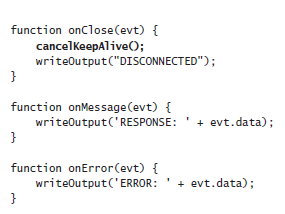 function onClose(evt) {
    cancelKeepAlive();
    writeOutput("DISCONNECTED");
}
function onMessage(evt) {
    writeOutput('RESPONSE: ' + evt.data);
}
function onError(evt) {
    writeOutput('ERROR: ' + evt.data);
}